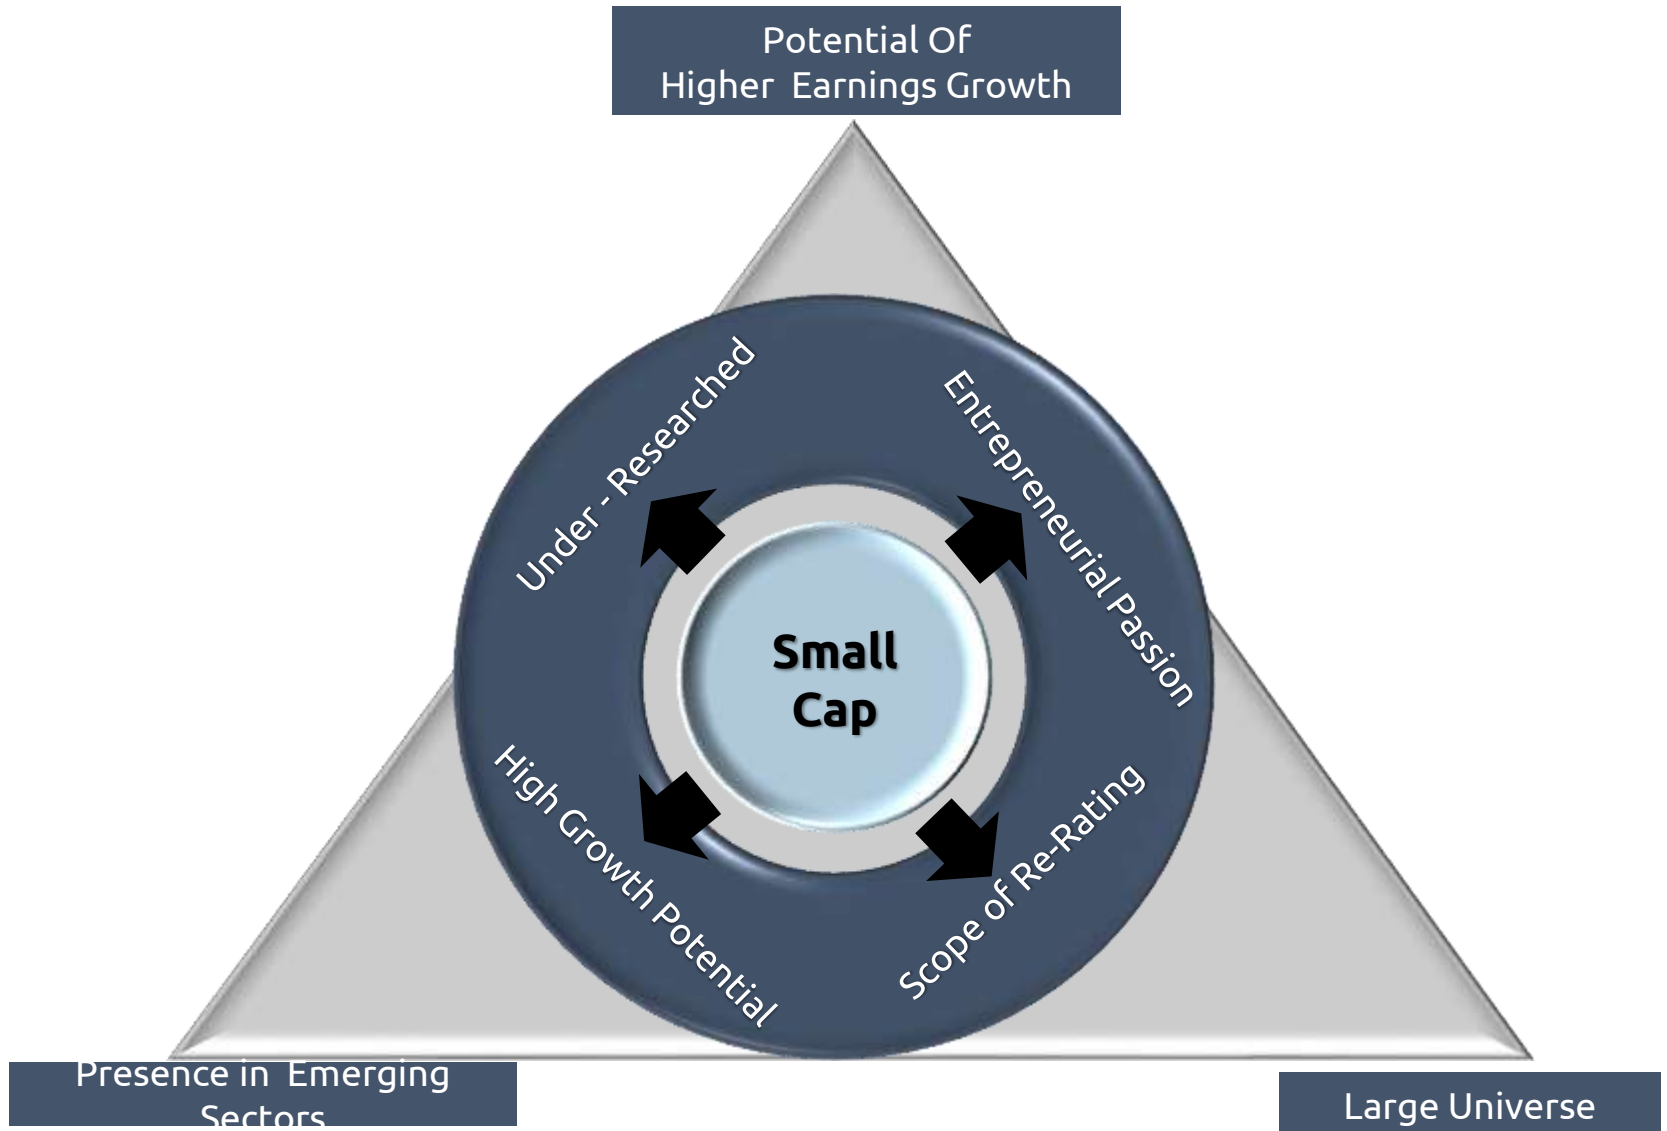 Potential Of
Higher Earnings Growth
Under - Researched
Entrepreneurial Passion
Small
Cap
High Growth Potential
Scope of Re-Rating
Presence in Emerging
Sectors
Large Universe